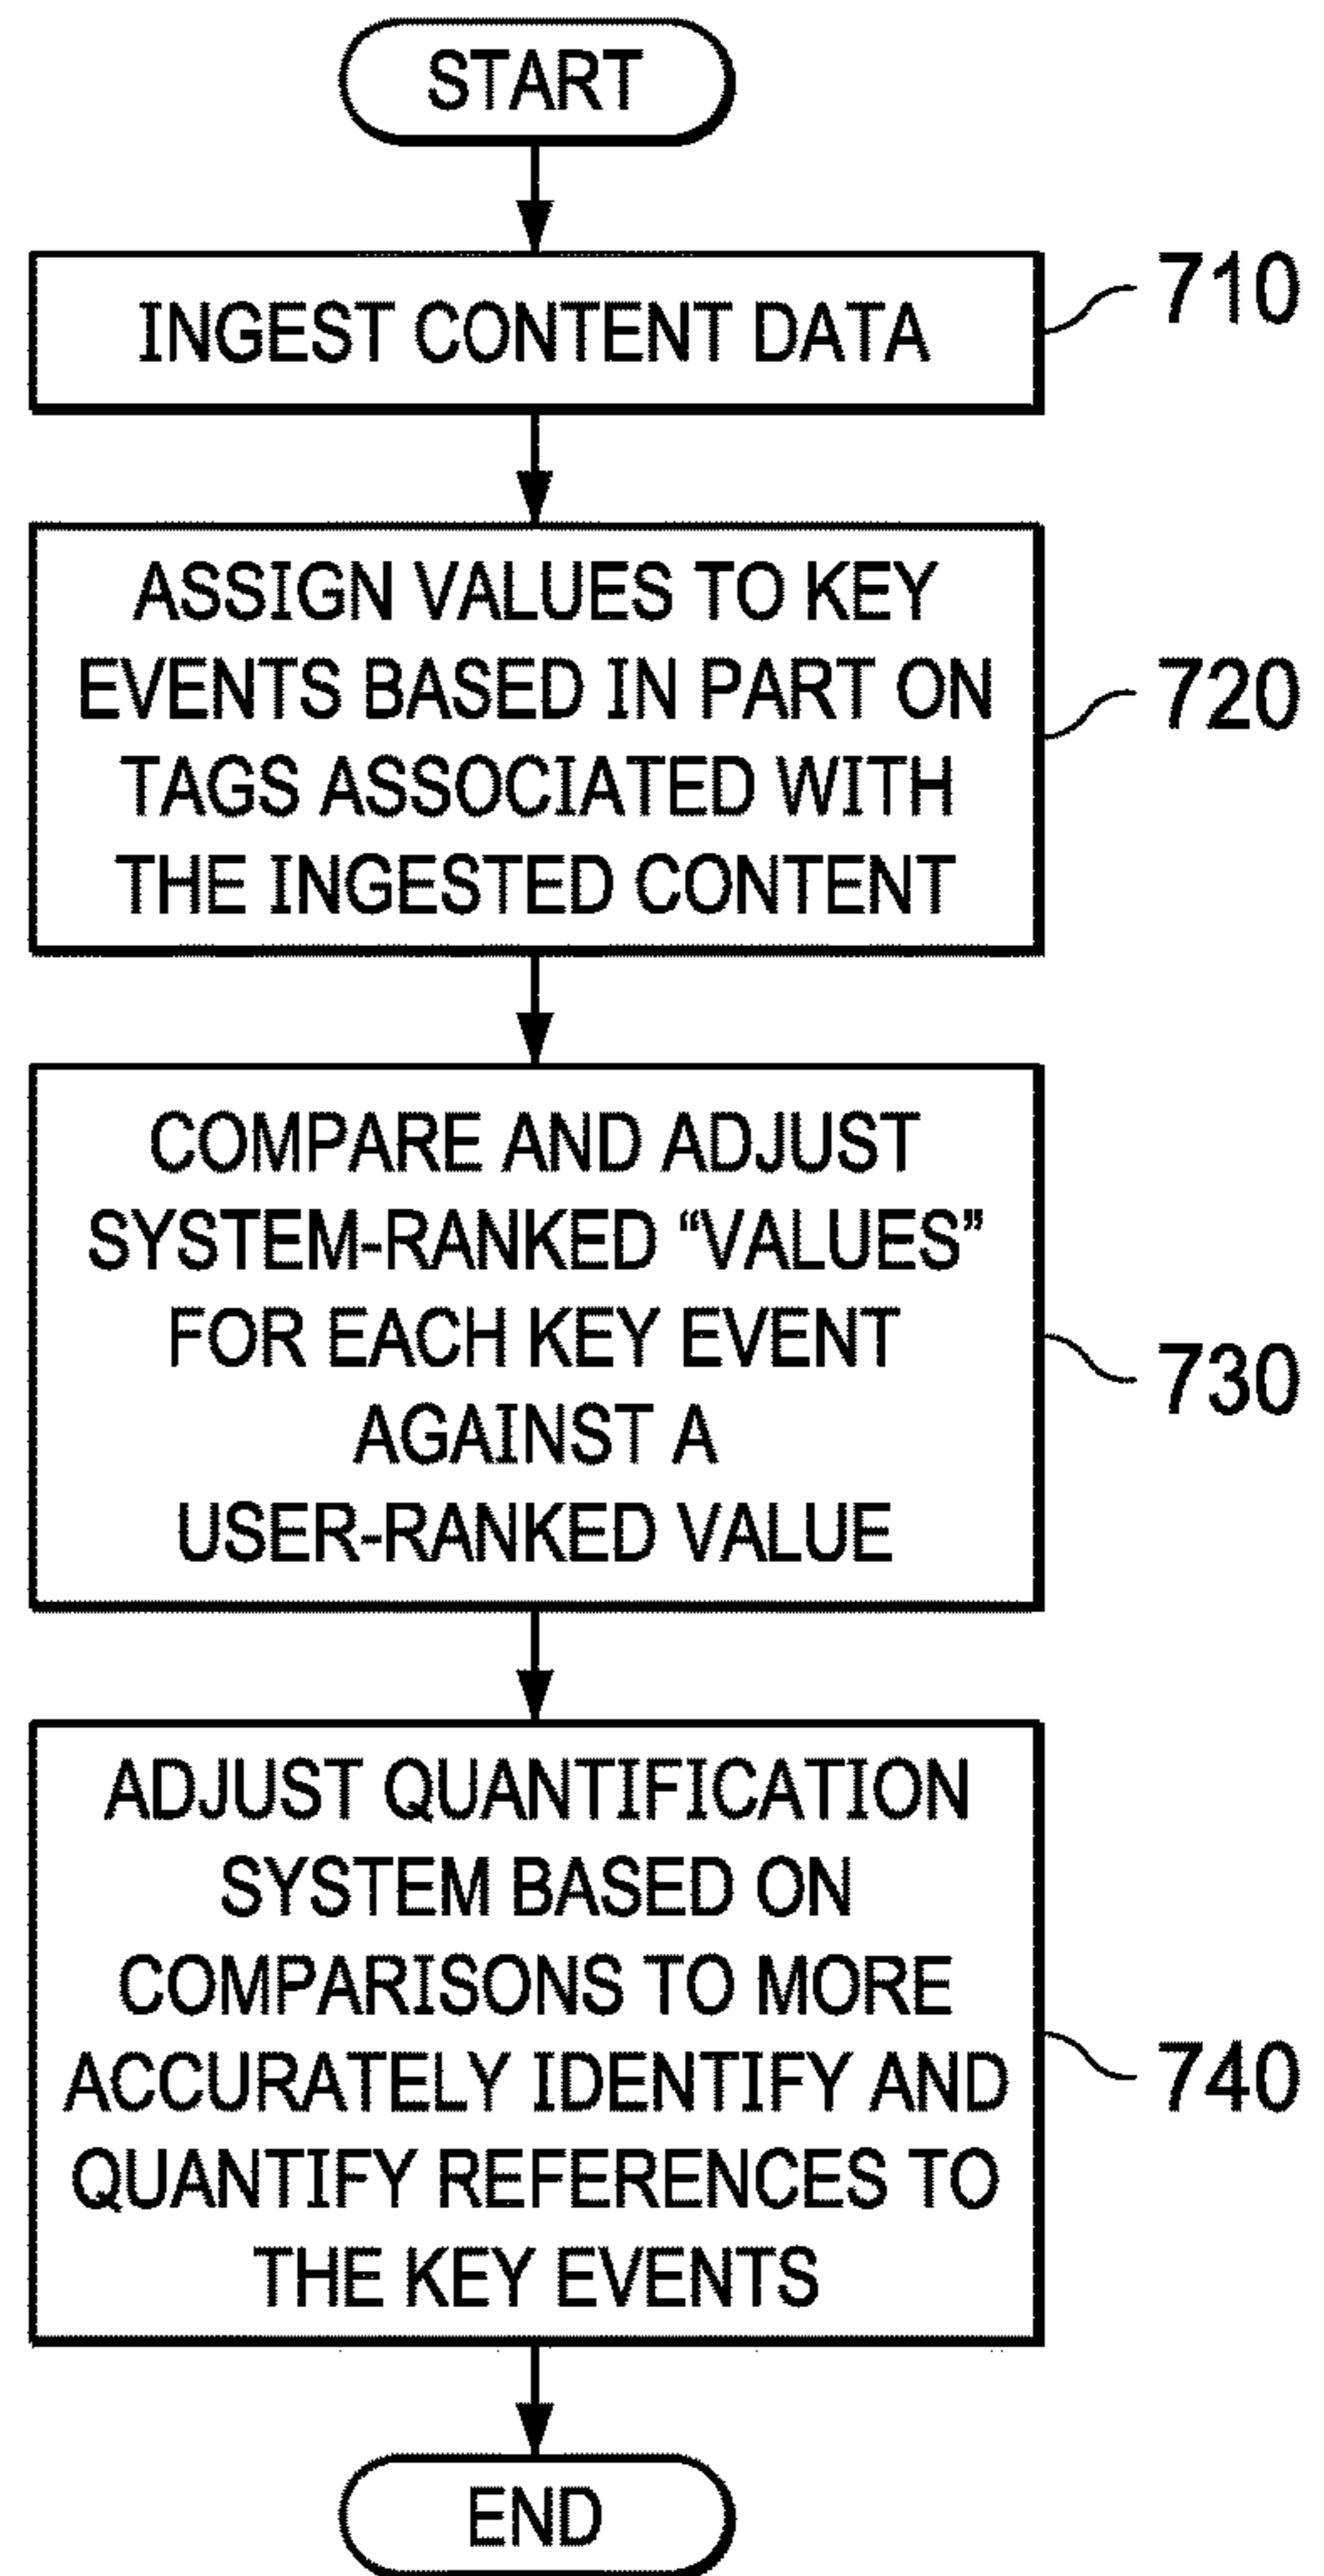 START
INGEST CONTENT DATA
710
ASSIGN VALUES TO KEY
EVENTS BASED IN PART ON
TAGS ASSOCIATED WITH
THE INGESTED CONTENT
720
COMPARE AND ADJUST
SYSTEM-RANKED “VALUES”
FOR EACH KEY EVENT
AGAINST A
USER-RANKED VALUE
730
ADJUST QUANTIFICATION
SYSTEM BASED ON
COMPARISONS TO MORE
ACCURATELY IDENTIFY AND
QUANTIFY REFERENCES TO
THE KEY EVENTS
740
END